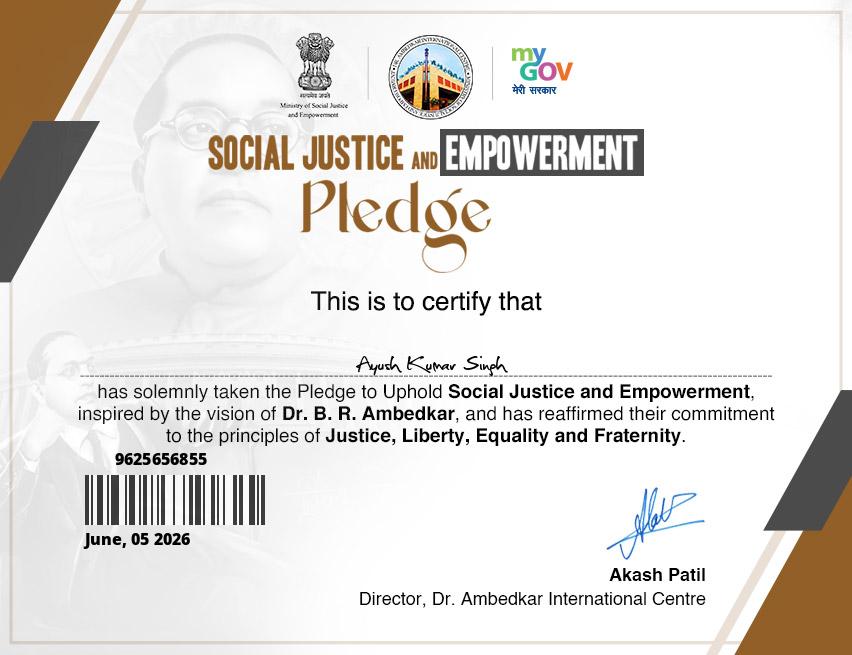 सत्यमेव जयते
Ministry of Social Justice
and Empowerment
my
GOV
मेरी सरकार
SOCIAL JUSTICE AND EMPOWERMENT
Pledge
This is to certify that
Ayush Kumar Singh
has solemnly taken the Pledge to Uphold Social Justice and Empowerment,
inspired by the vision of Dr. B. R. Ambedkar, and has reaffirmed their commitment
to the principles of Justice, Liberty, Equality and Fraternity.
9625656855
June, 05 2026
Akash Patil
Director, Dr. Ambedkar International Centre